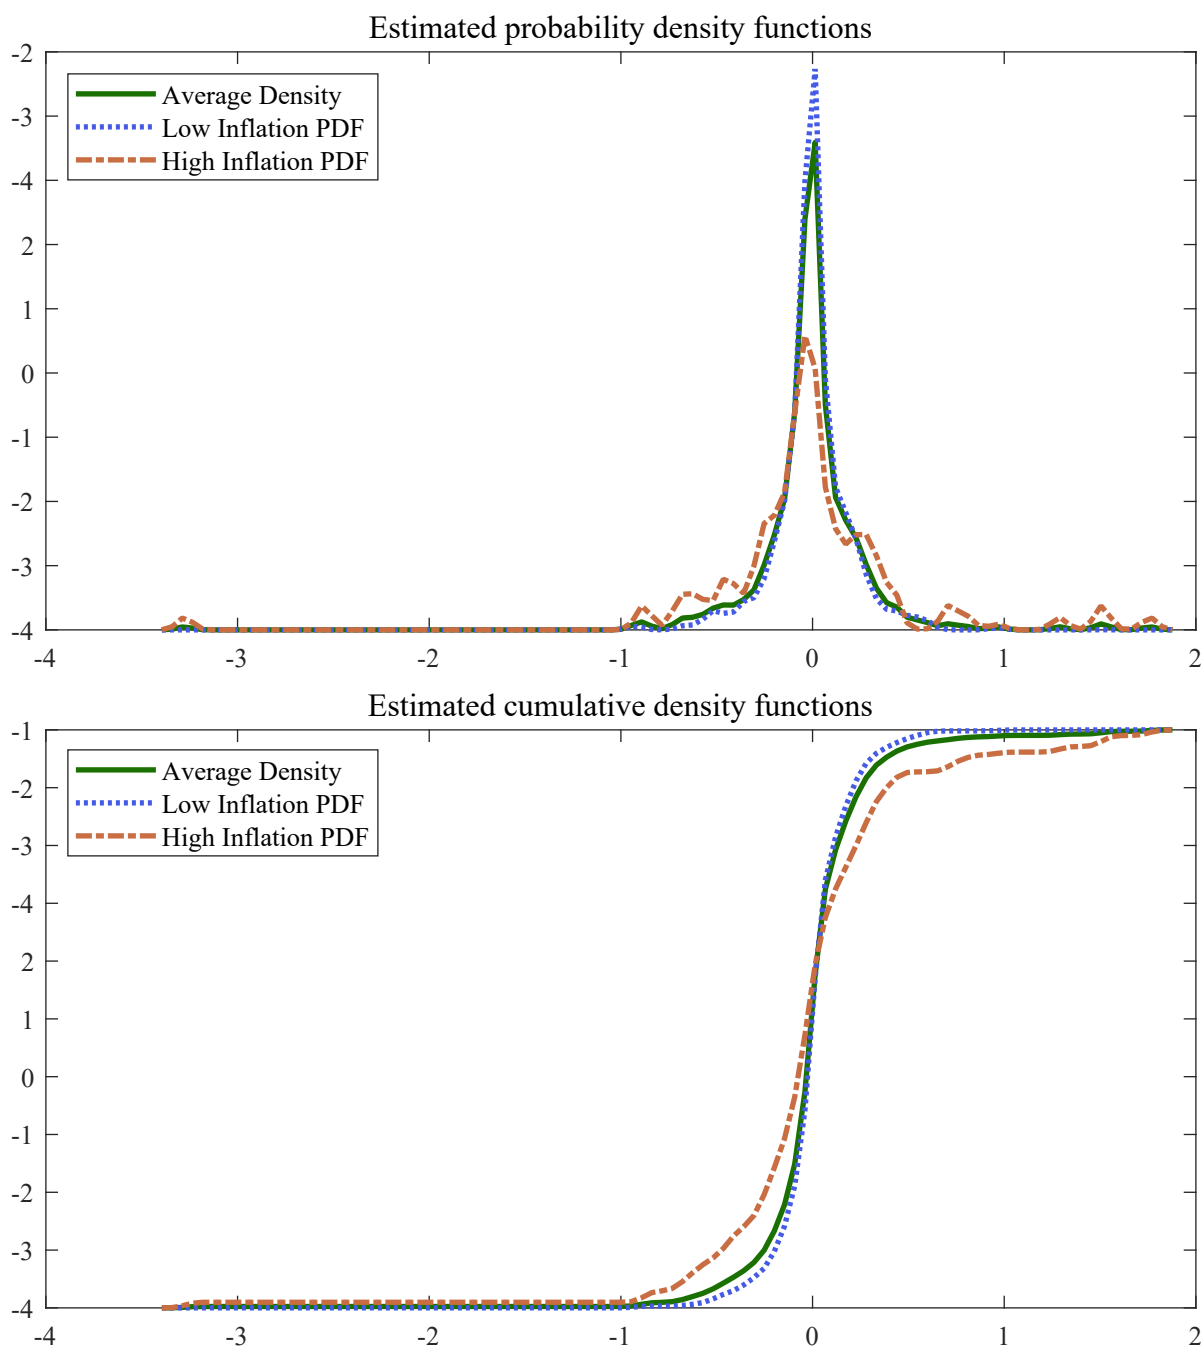 Estimated probability density functions
-2
-3
-4
2
1
0
-1
-2
-3
-4
Average Density
Low Inflation PDF
High Inflation PDF
-4 -3 -2 -1 0 1 2
Estimated cumulative density functions
-1
-2
-3
-4
2
1
0
-1
-2
-3
-4
Average Density
Low Inflation PDF
High Inflation PDF
-4 -3 -2 -1 0 1 2